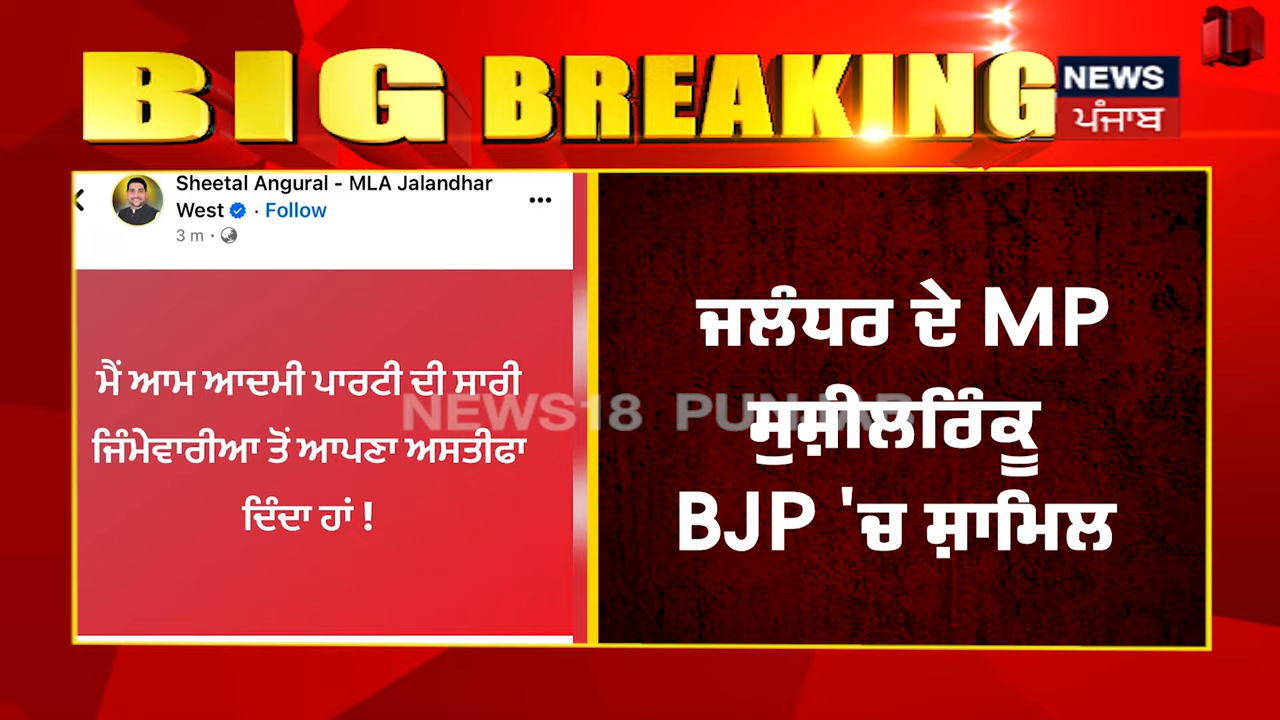 BIG BREAKING
NEWS
ਪੰਜਾਬ
Sheetal Angural - MLA Jalandhar
West · Follow
3 m ·
ਮੈਂ ਆਮ ਆਦਮੀ ਪਾਰਟੀ ਦੀ ਸਾਰੀ
ਜਿੰਮੇਵਾਰੀਆ ਤੋਂ ਆਪਣਾ ਅਸਤੀਫਾ
ਦਿੰਦਾ ਹਾਂ !
NEWS18 PUNJAB
ਜਲੰਧਰ ਦੇ MP
ਸੁਸ਼ੀਲਰਿੰਕੂ
BJP 'ਚ ਸ਼ਾਮਿਲ